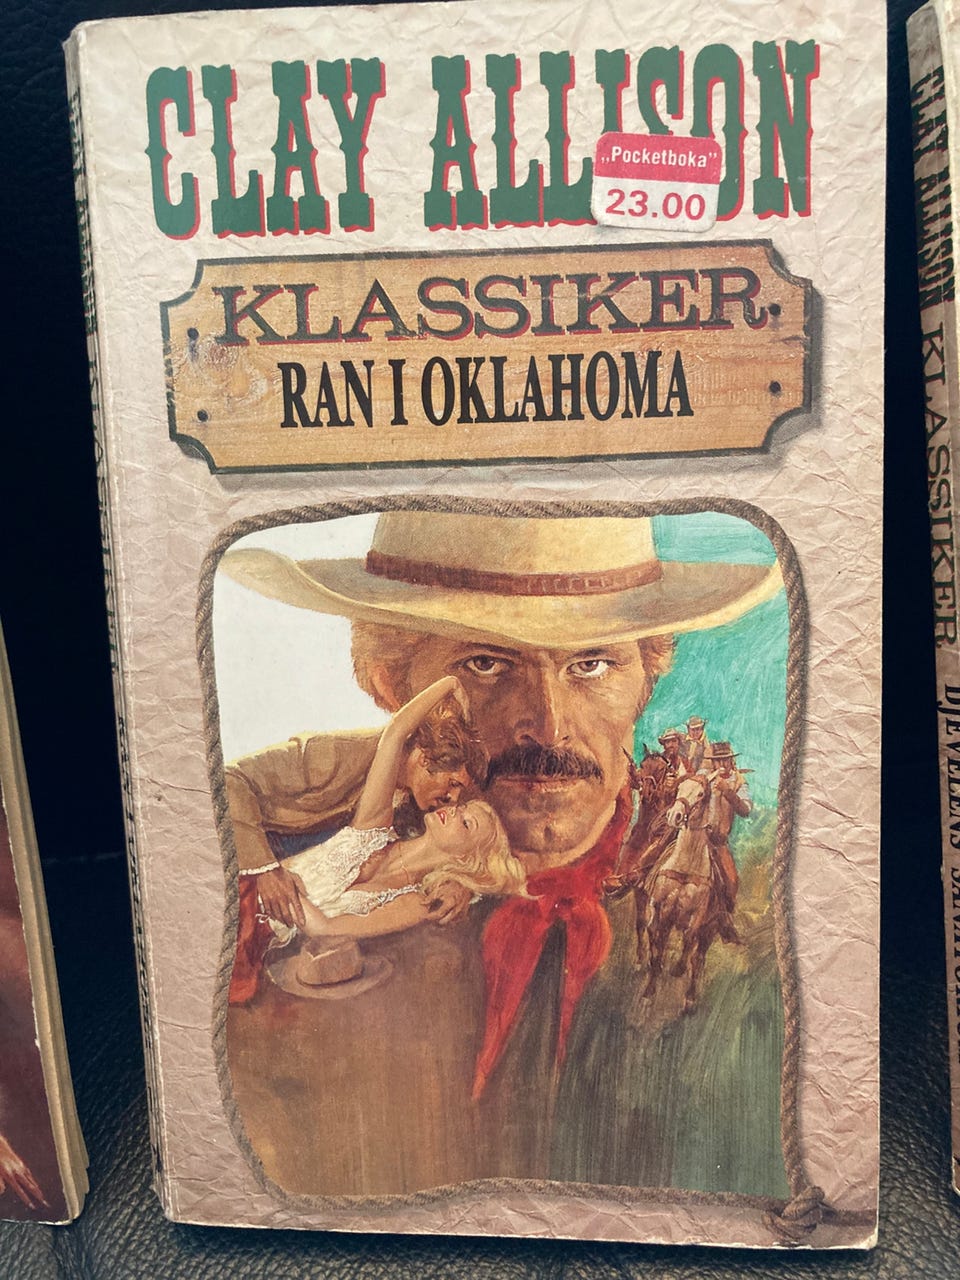 CLAY ALLISON
„Pocketboka”
23.00
KLASSIKER
RAN I OKLAHOMA
CLAY ALLISON KLASSIKER DJEVELENS